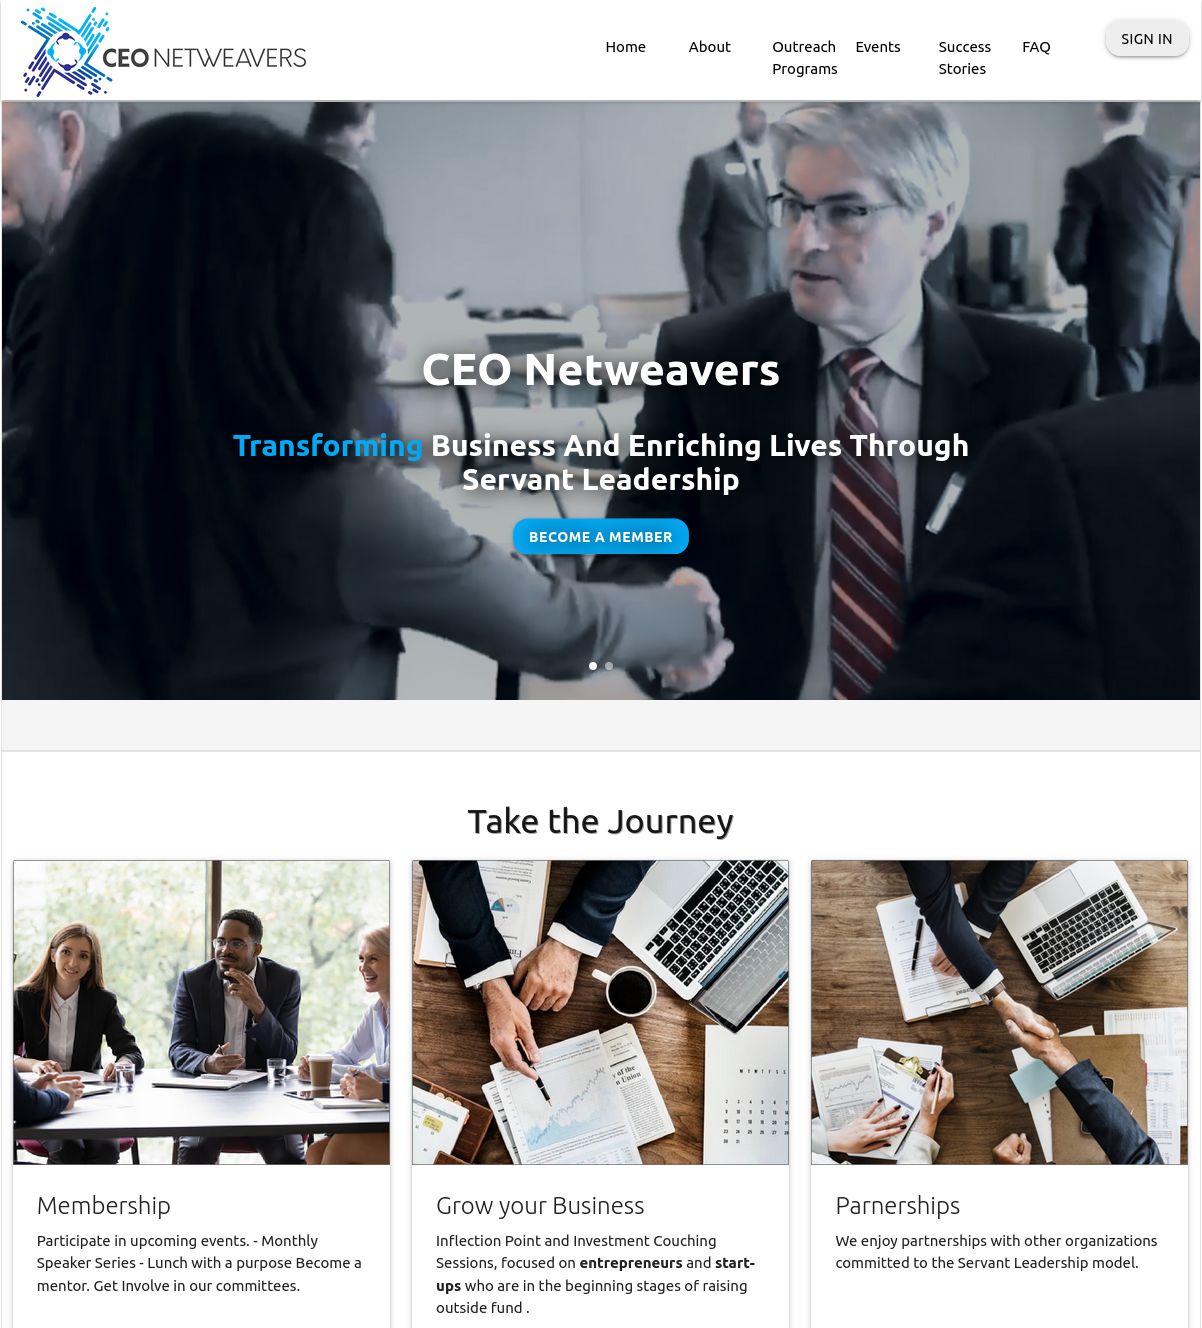 CEO NETWEAVERS
Home
About
Outreach
Programs
Events
Success
Stories
FAQ
SIGN IN
CEO Netweavers
Transforming Business And Enriching Lives Through
Servant Leadership
BECOME A MEMBER
Take the Journey
Membership
Participate in upcoming events. - Monthly
Speaker Series - Lunch with a purpose Become a
mentor. Get Involve in our committees.
Grow your Business
Inflection Point and Investment Couching
Sessions, focused on entrepreneurs and start-
ups who are in the beginning stages of raising
outside fund .
Parnerships
We enjoy partnerships with other organizations
committed to the Servant Leadership model.